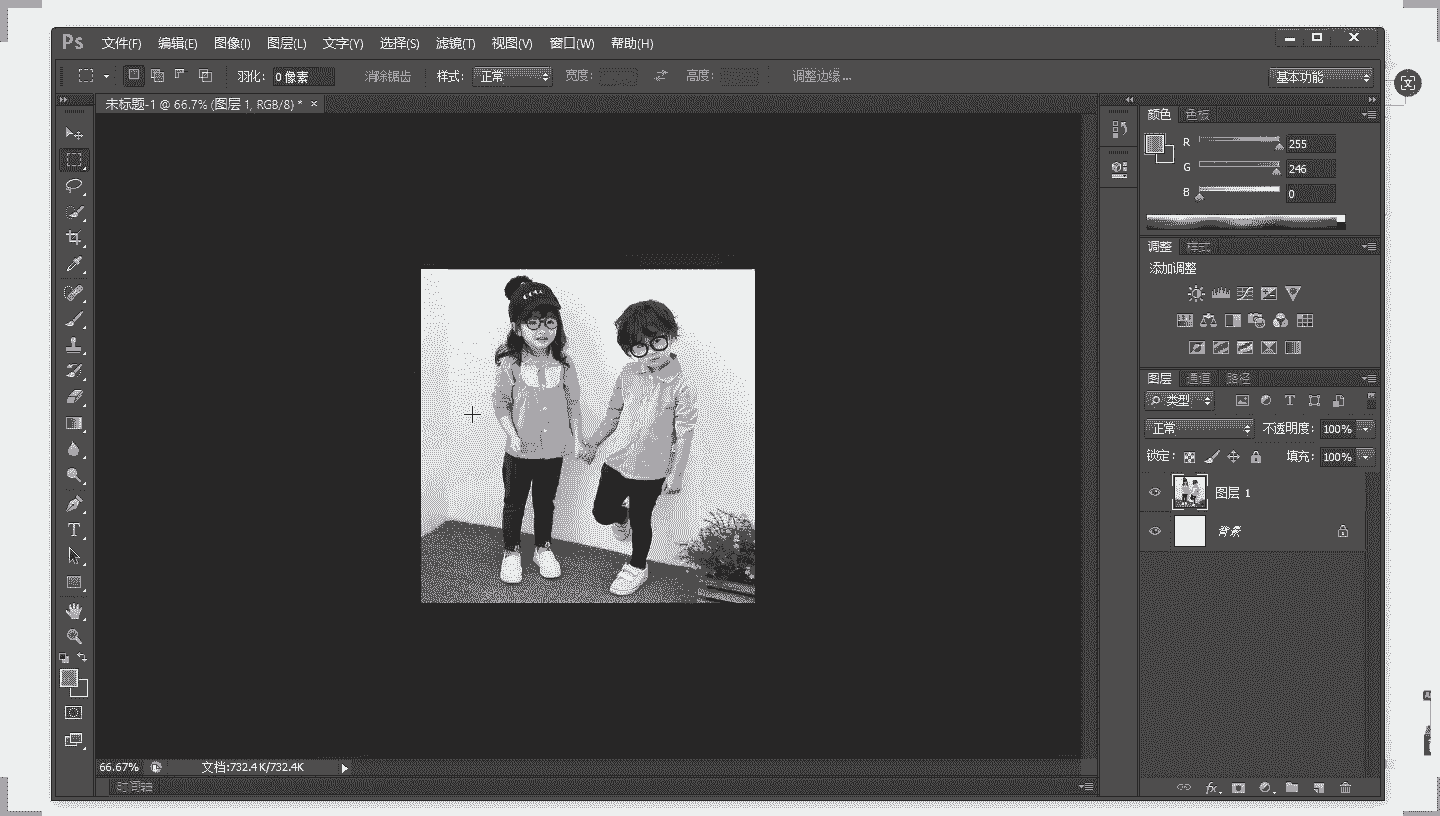 Ps 文件(F) 编辑(E) 图像(I) 图层(L) 文字(Y) 选择(S) 滤镜(T) 视图(V) 窗口(W) 帮助(H)
羽化: 0 像素 消除锯齿 样式: 正常 宽度: 高度: 调整边缘... 基本功能
未标题-1 @ 66.7% (图层 1, RGB/8) * ×
颜色 色板
R 255
G 246
B 0
调整 样式
添加调整
图层 通道 路径
类型
正常 不透明度: 100%
锁定: 填充: 100%
图层 1
背景
66.67% 文档:732.4K/732.4K
时间轴